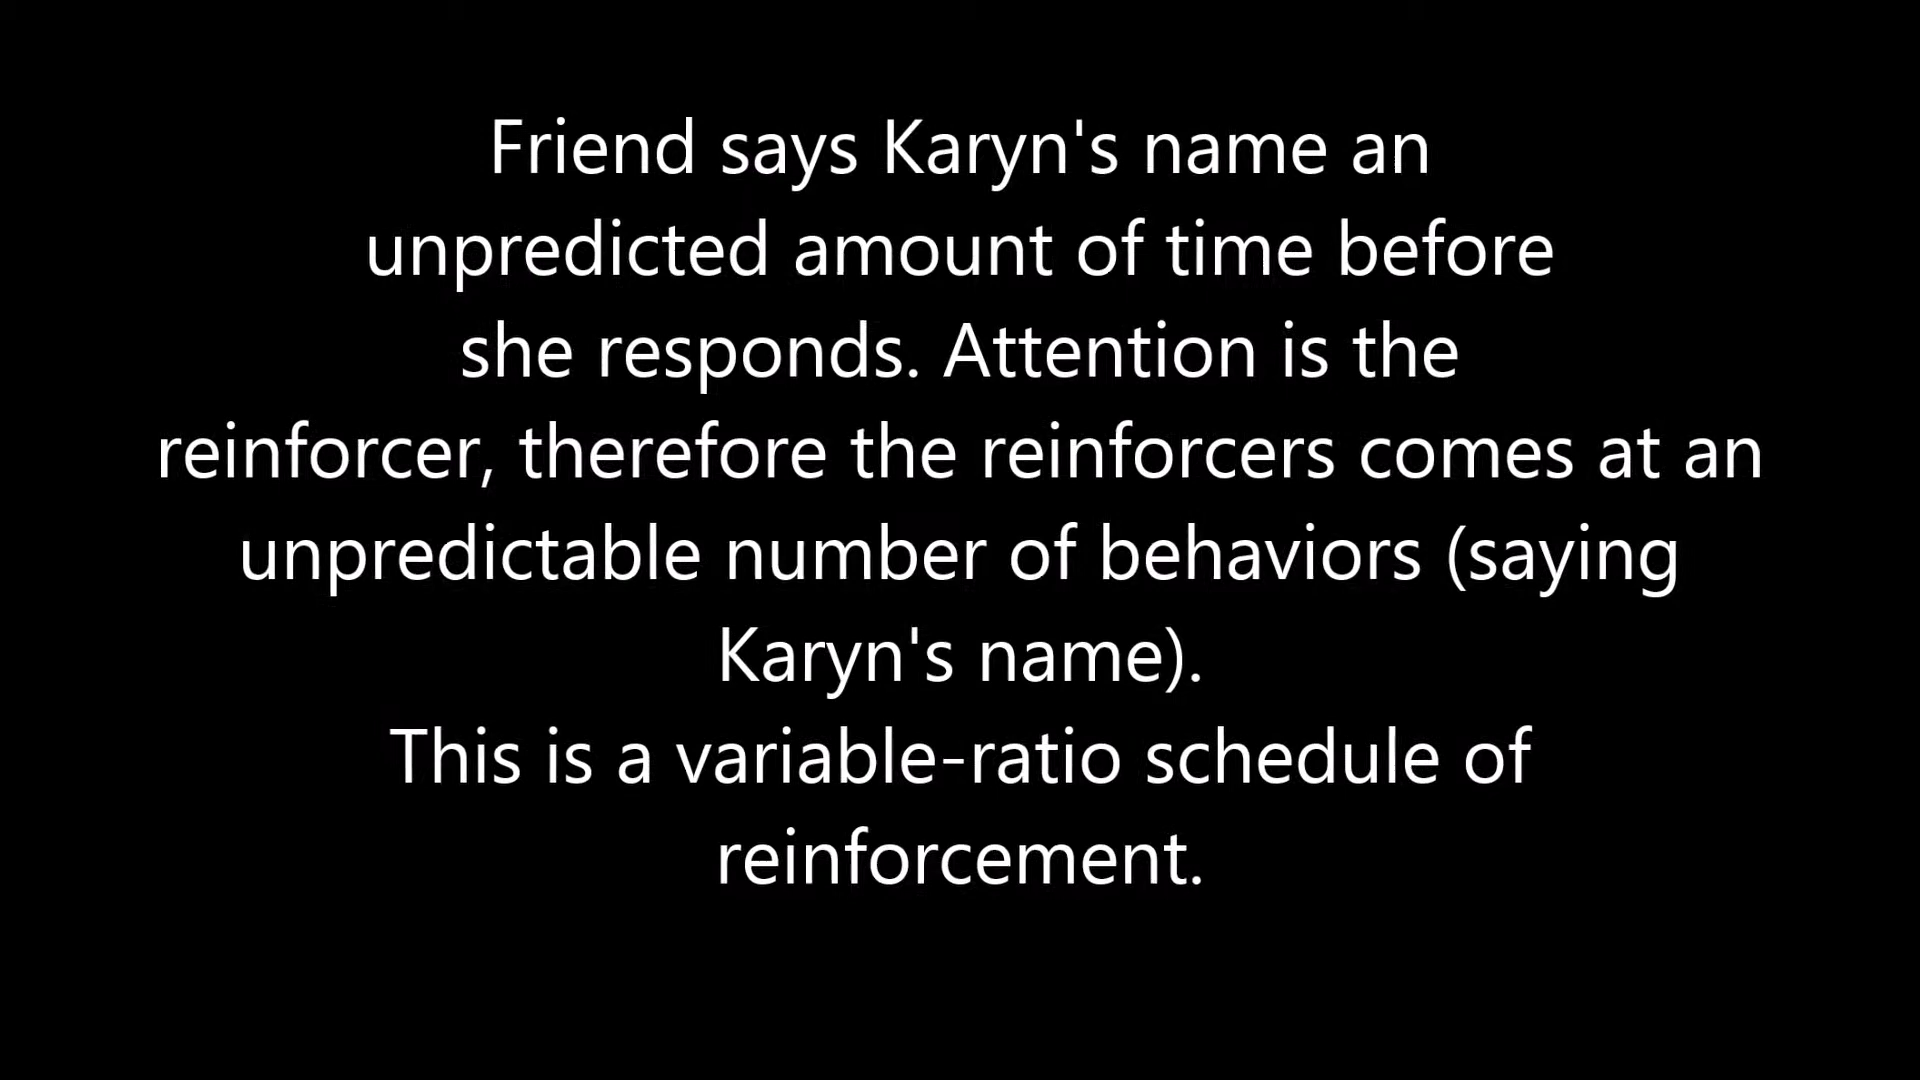 Friend says Karyn's name an
unpredicted amount of time before
she responds. Attention is the
reinforcer, therefore the reinforcers comes at an
unpredictable number of behaviors (saying
Karyn's name).
This is a variable-ratio schedule of
reinforcement.